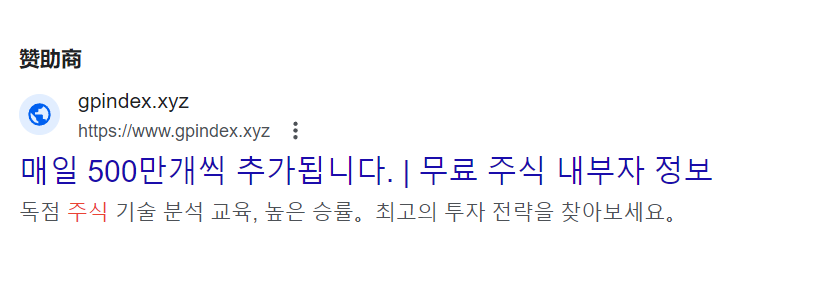 赞助商
gpindex.xyz
https://www.gpindex.xyz
매일 500만개씩 추가됩니다. | 무료 주식 내부자 정보
독점 주식 기술 분석 교육, 높은 승률。최고의 투자 전략을 찾아보세요。